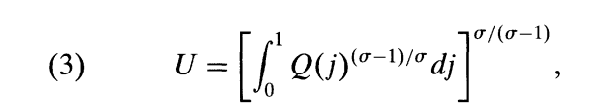 (3) U = [∫₀¹ Q(j)^(σ−1)/σ dj]^σ/(σ−1),